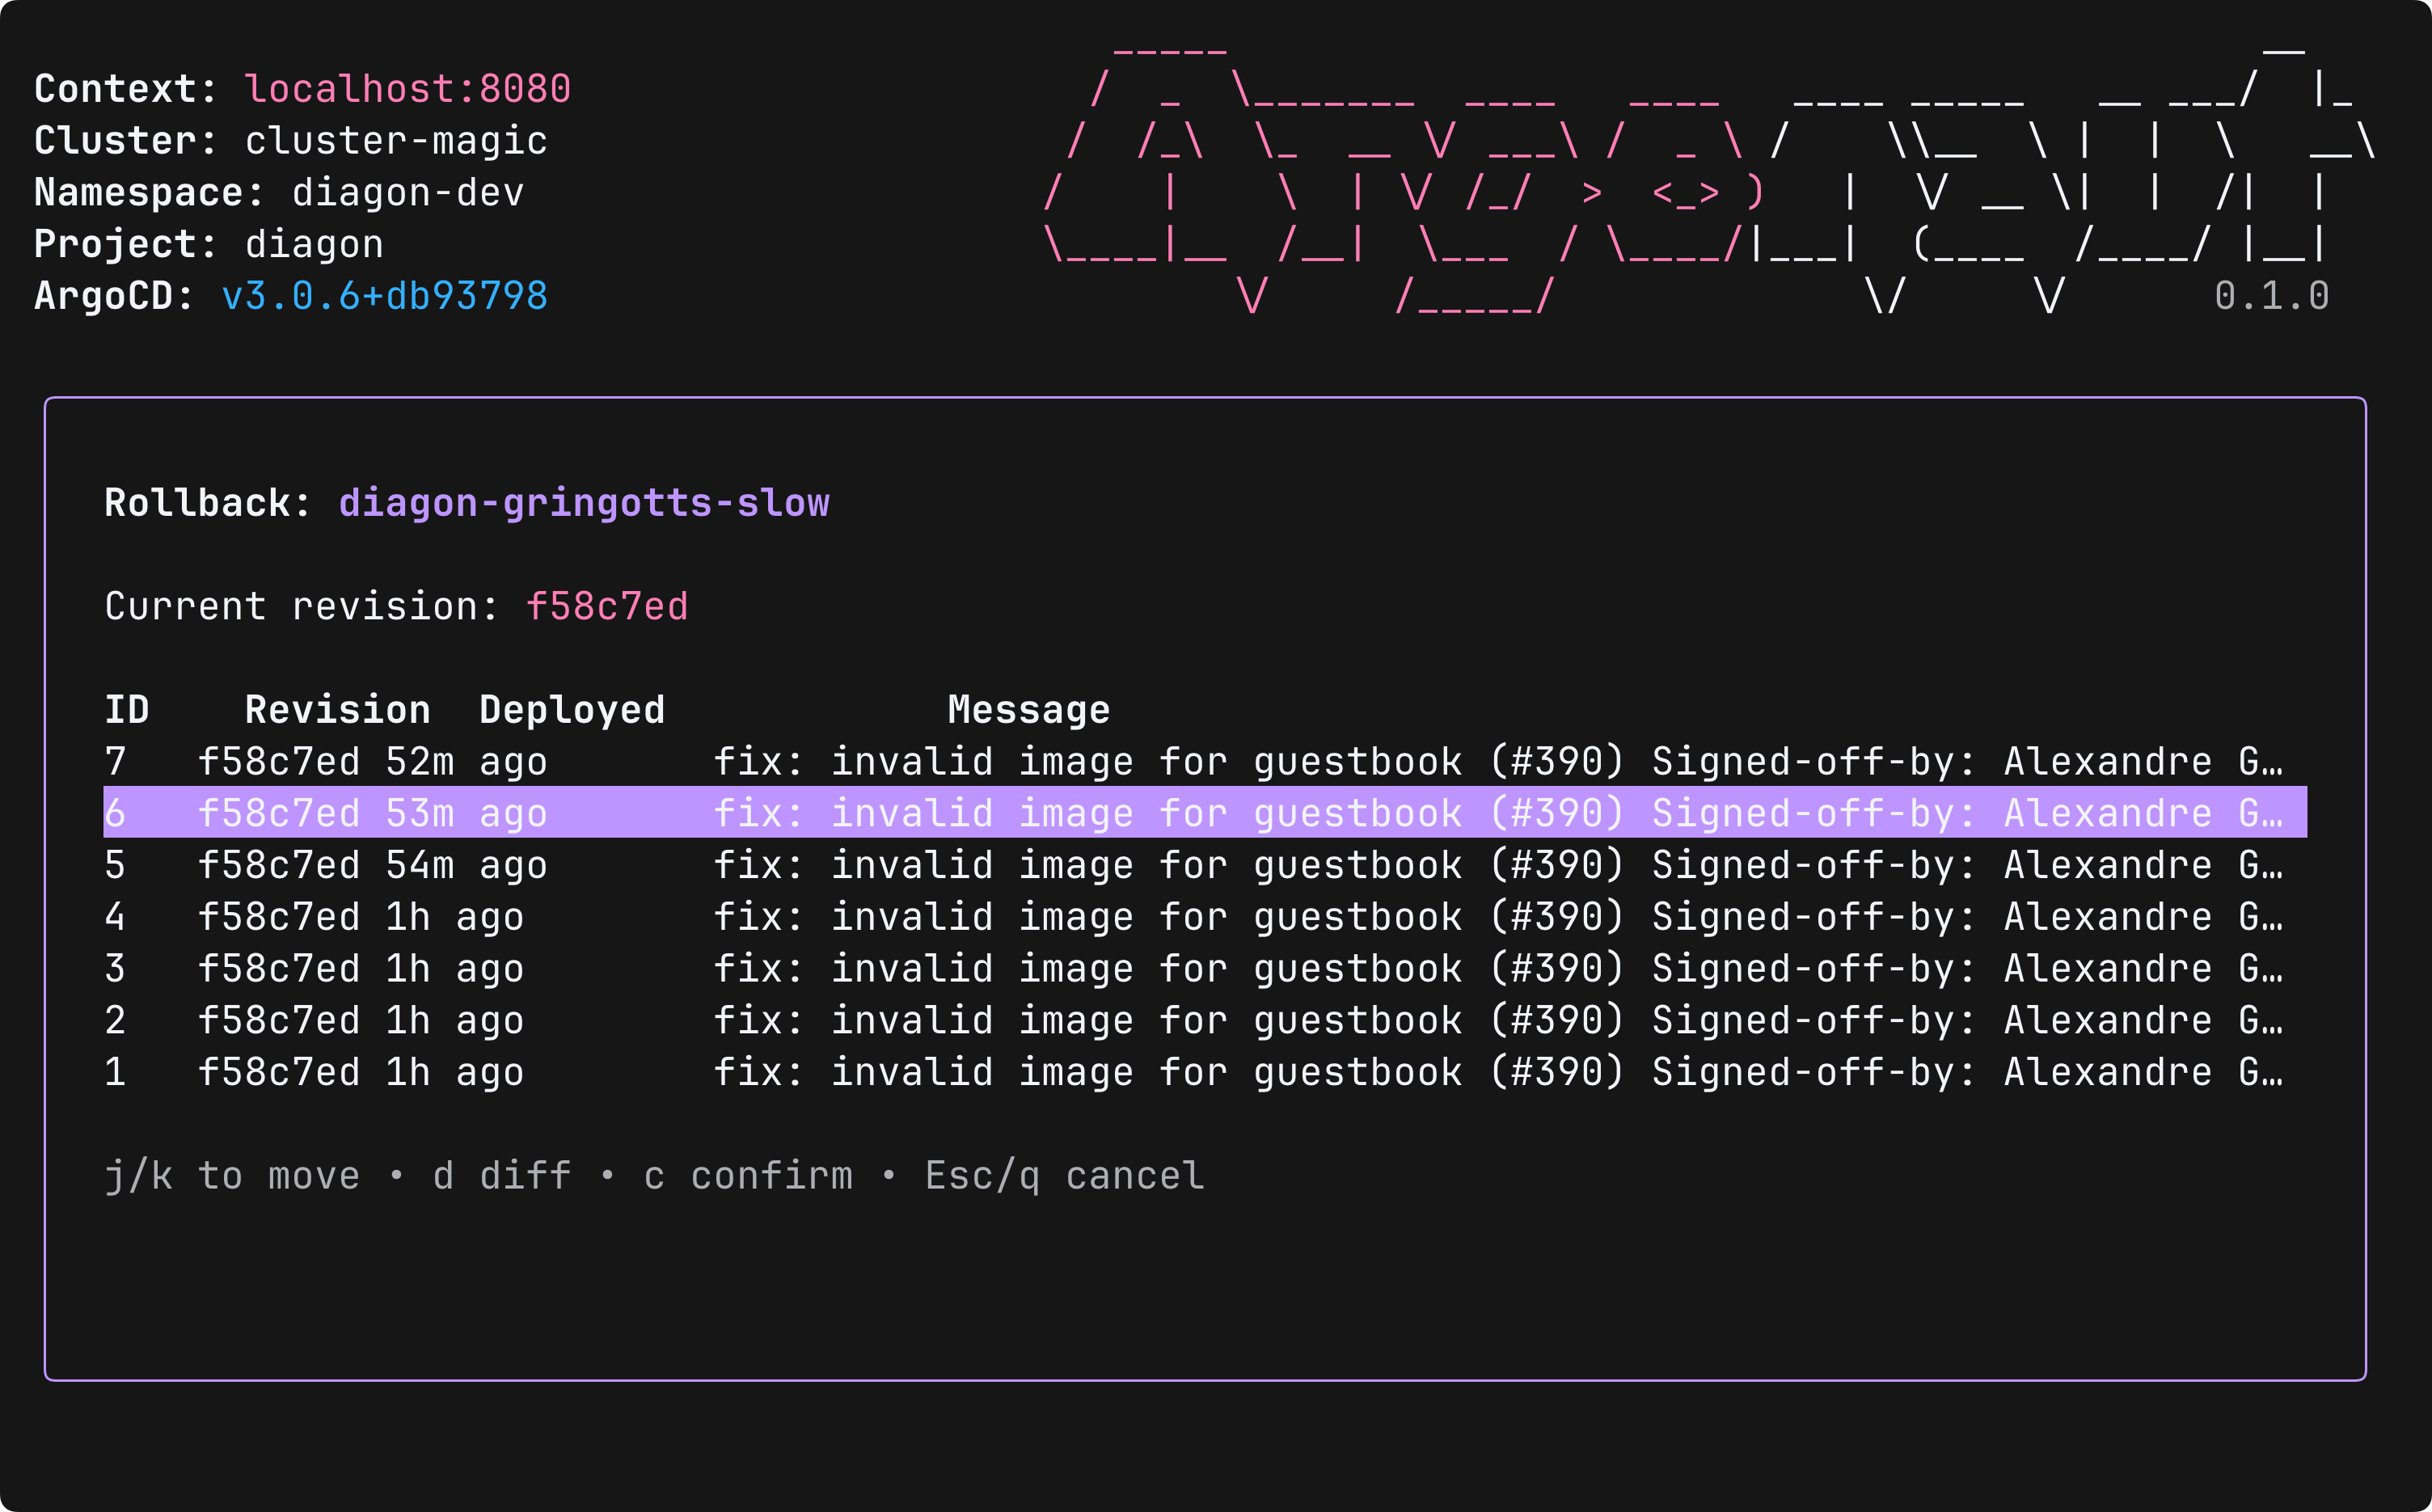 Context: localhost:8080
Cluster: cluster-magic
Namespace: diagon-dev
Project: diagon
ArgoCD: v3.0.6+db93798
Argonaut
0.1.0
Rollback: diagon-gringotts-slow
Current revision: f58c7ed
ID Revision Deployed Message
7 f58c7ed 52m ago fix: invalid image for guestbook (#390) Signed-off-by: Alexandre G…
6 f58c7ed 53m ago fix: invalid image for guestbook (#390) Signed-off-by: Alexandre G…
5 f58c7ed 54m ago fix: invalid image for guestbook (#390) Signed-off-by: Alexandre G…
4 f58c7ed 1h ago fix: invalid image for guestbook (#390) Signed-off-by: Alexandre G…
3 f58c7ed 1h ago fix: invalid image for guestbook (#390) Signed-off-by: Alexandre G…
2 f58c7ed 1h ago fix: invalid image for guestbook (#390) Signed-off-by: Alexandre G…
1 f58c7ed 1h ago fix: invalid image for guestbook (#390) Signed-off-by: Alexandre G…
j/k to move • d diff • c confirm • Esc/q cancel